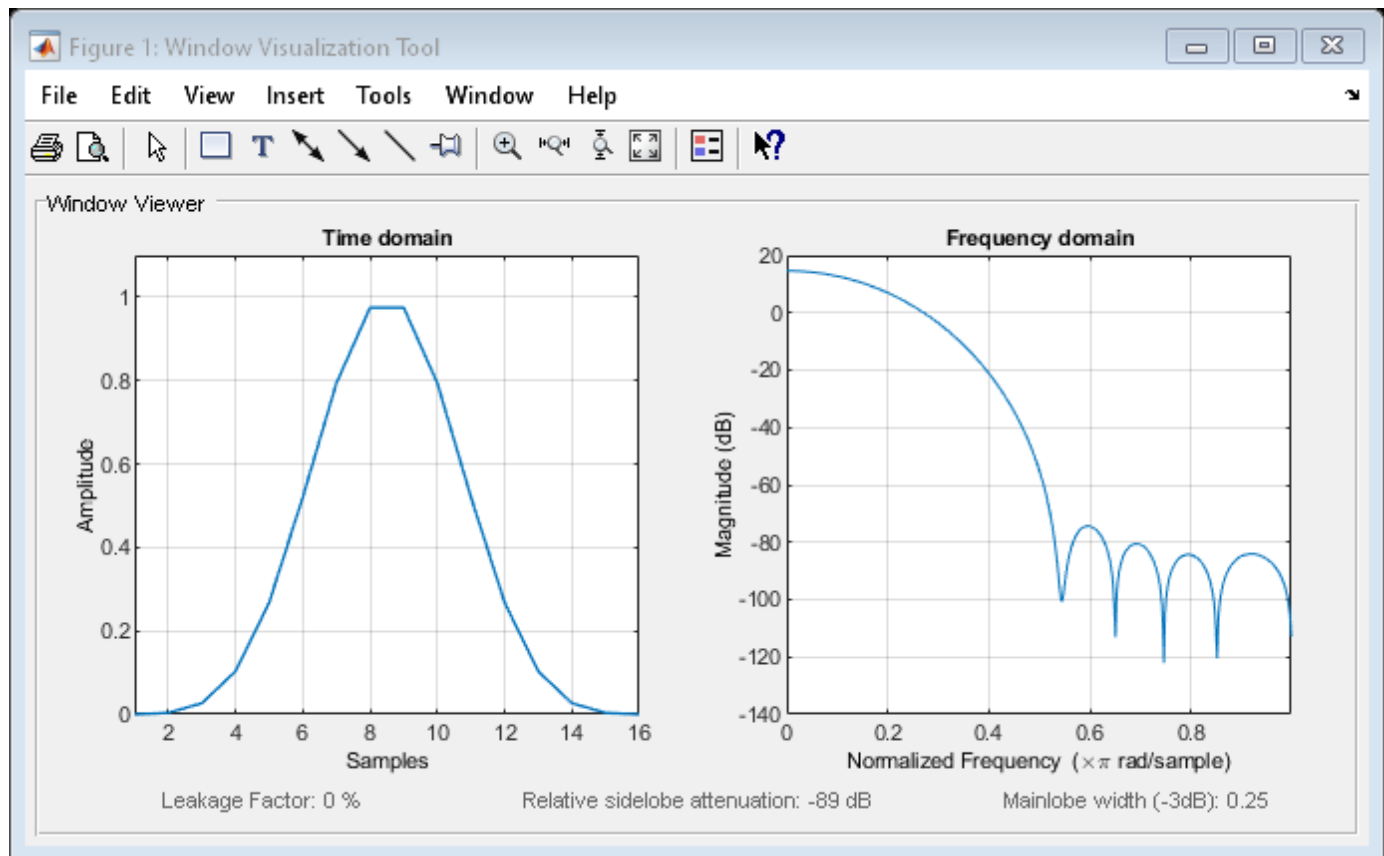 Figure 1: Window Visualization Tool
File Edit View Insert Tools Window Help
T
?
Window Viewer
Time domain
1
0.8
0.6
0.4
0.2
0
2 4 6 8 10 12 14 16
Amplitude
Samples
Frequency domain
20
0
-20
-40
-60
-80
-100
-120
-140
0 0.2 0.4 0.6 0.8
Magnitude (dB)
Normalized Frequency (×π rad/sample)
Leakage Factor: 0 % Relative sidelobe attenuation: -89 dB Mainlobe width (-3dB): 0.25